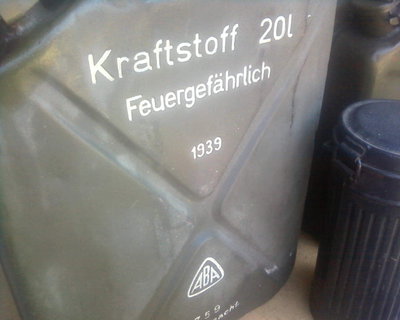 Kraftstoff 20l
Feuergefährlich
1939
ABA